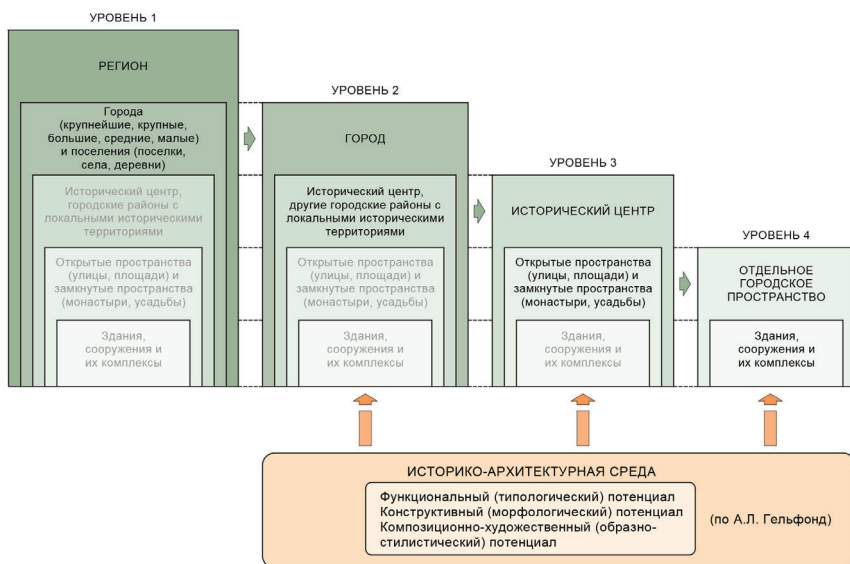 УРОВЕНЬ 1
РЕГИОН
Города
(крупнейшие, крупные,
большие, средние, малые)
и поселения (поселки,
села, деревни)
Исторический центр,
городские районы с
локальными историческими
территориями
Открытые пространства
(улицы, площади) и
замкнутые пространства
(монастыри, усадьбы)
Здания,
сооружения и
их комплексы
УРОВЕНЬ 2
ГОРОД
Исторический центр,
другие городские районы с
локальными историческими
территориями
Открытые пространства
(улицы, площади) и
замкнутые пространства
(монастыри, усадьбы)
Здания,
сооружения и
их комплексы
УРОВЕНЬ 3
ИСТОРИЧЕСКИЙ ЦЕНТР
Открытые пространства
(улицы, площади) и
замкнутые пространства
(монастыри, усадьбы)
Здания,
сооружения и
их комплексы
УРОВЕНЬ 4
ОТДЕЛЬНОЕ
ГОРОДСКОЕ
ПРОСТРАНСТВО
Здания,
сооружения и
их комплексы
ИСТОРИКО-АРХИТЕКТУРНАЯ СРЕДА
Функциональный (типологический) потенциал
Конструктивный (морфологический) потенциал
Композиционно-художественный (образно-
стилистический) потенциал
(по А.Л. Гельфонд)